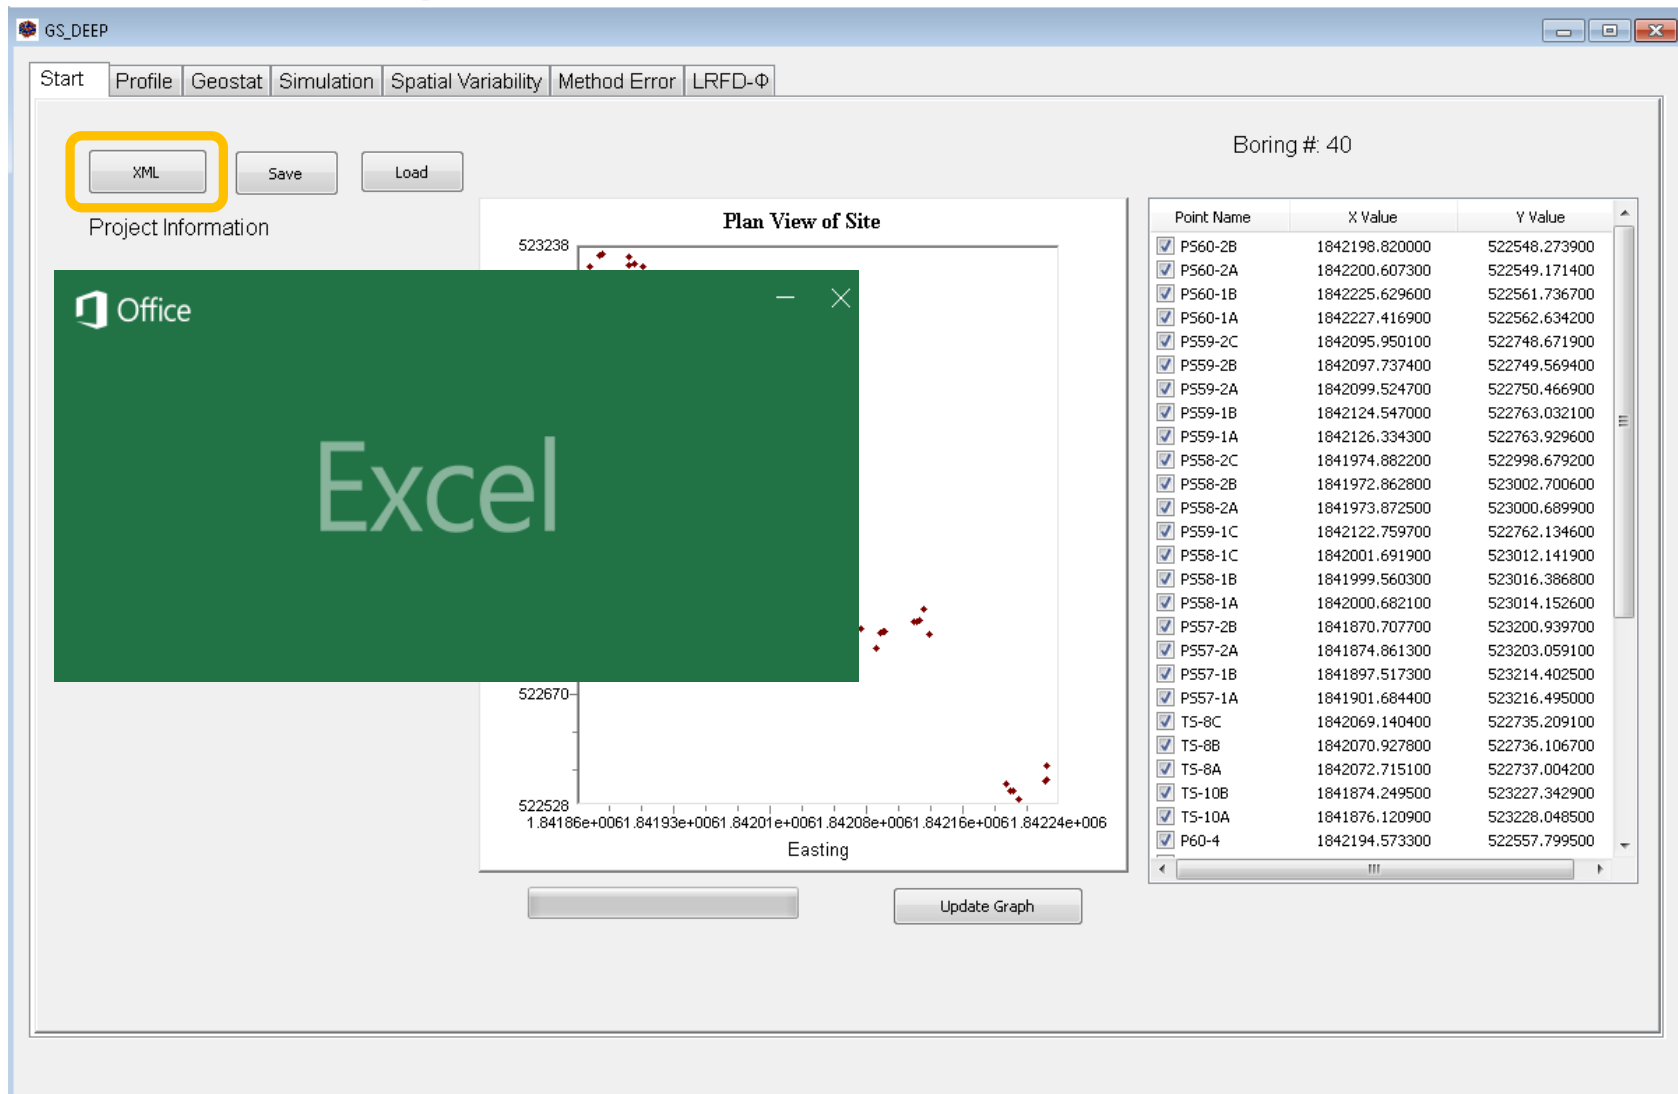 GS_DEEP
Start Profile Geostat Simulation Spatial Variability Method Error LRFD-Φ
Boring #: 40
XML Save Load
Project Information
Plan View of Site
523238
522670
522528
1.84186e+0061.84193e+0061.84201e+0061.84208e+0061.84216e+0061.84224e+006
Easting
Office
Excel
Update Graph
Point Name X Value Y Value
PS60-2B 1842198.820000 522548.273900
PS60-2A 1842200.607300 522549.171400
PS60-1B 1842225.629600 522561.736700
PS60-1A 1842227.416900 522562.634200
PS59-2C 1842095.950100 522748.671900
PS59-2B 1842097.737400 522749.569400
PS59-2A 1842099.524700 522750.466900
PS59-1B 1842124.547000 522763.032100
PS59-1A 1842126.334300 522763.929600
PS58-2C 1841974.882200 522998.679200
PS58-2B 1841972.862800 523002.700600
PS58-2A 1841973.872500 523000.689900
PS59-1C 1842122.759700 522762.134600
PS58-1C 1842001.691900 523012.141900
PS58-1B 1841999.560300 523016.386800
PS58-1A 1842000.682100 523014.152600
PS57-2B 1841870.707700 523200.939700
PS57-2A 1841874.861300 523203.059100
PS57-1B 1841897.517300 523214.402500
PS57-1A 1841901.684400 523216.495000
TS-8C 1842069.140400 522735.209100
TS-8B 1842070.927800 522736.106700
TS-8A 1842072.715100 522737.004200
TS-10B 1841874.249500 523227.342900
TS-10A 1841876.120900 523228.048500
P60-4 1842194.573300 522557.799500